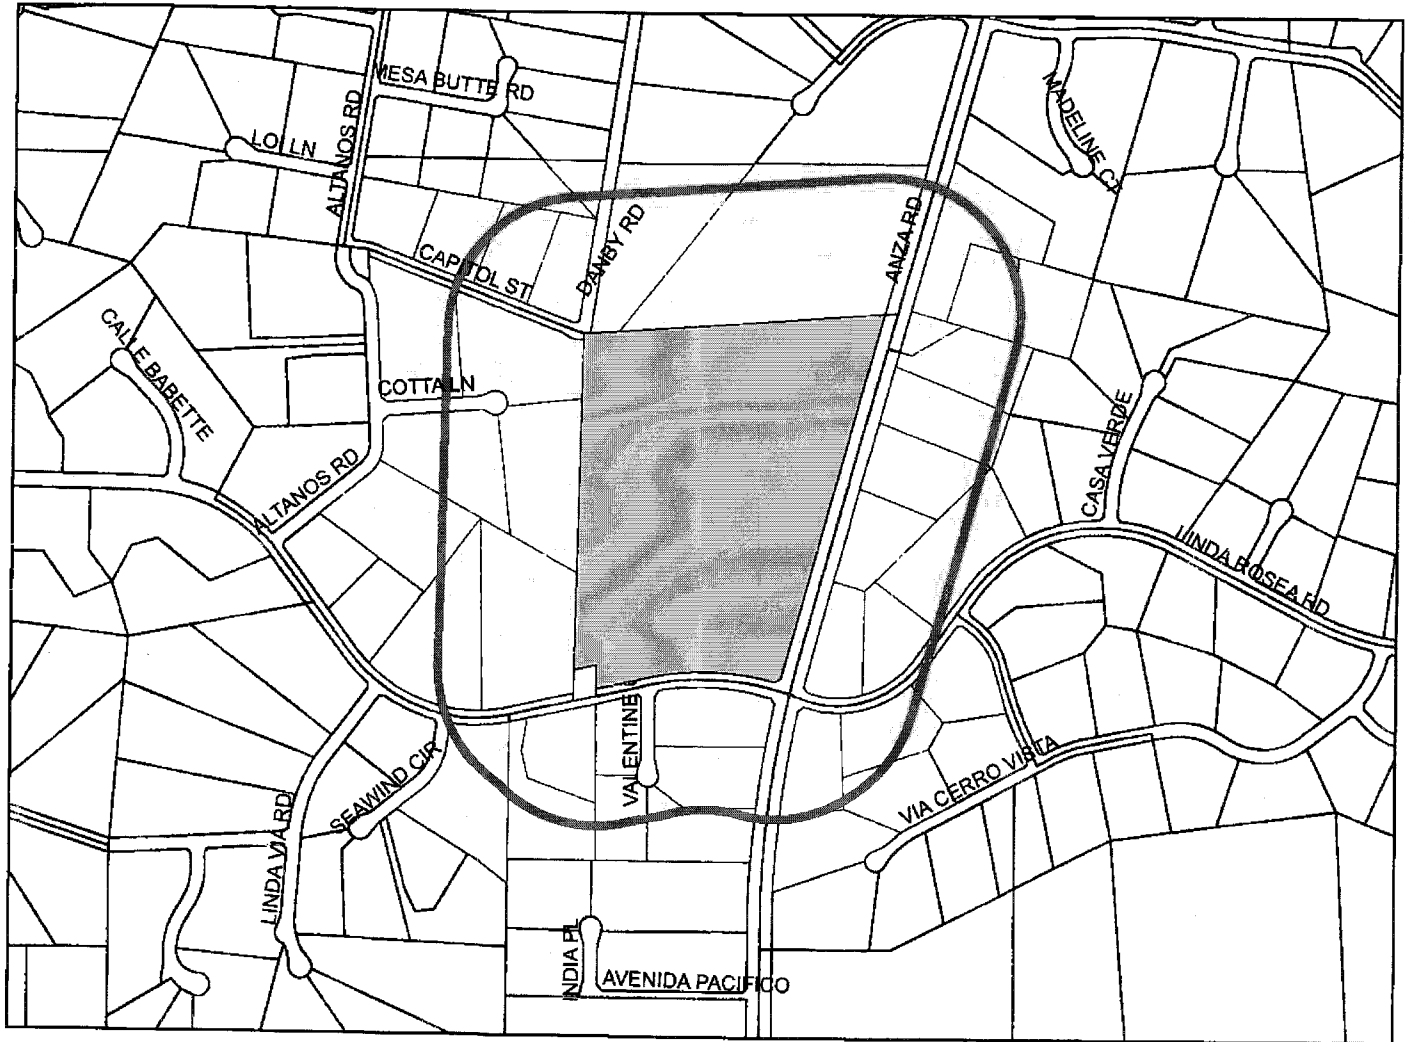 MESA BUTTE RD
MADELINE CT
LOI LN
ALTANOS RD
DANBY RD
ANZA RD
CAPITOL ST
CALLE BABETTE
COTTA LN
CASA VERDE
ALTANOS RD
LINDA ROSEA RD
VALENTINE
SEAWIND CIR
VIA CERRO VISTA
LINDA VIA RD
INDIA PL
AVENIDA PACIFICO